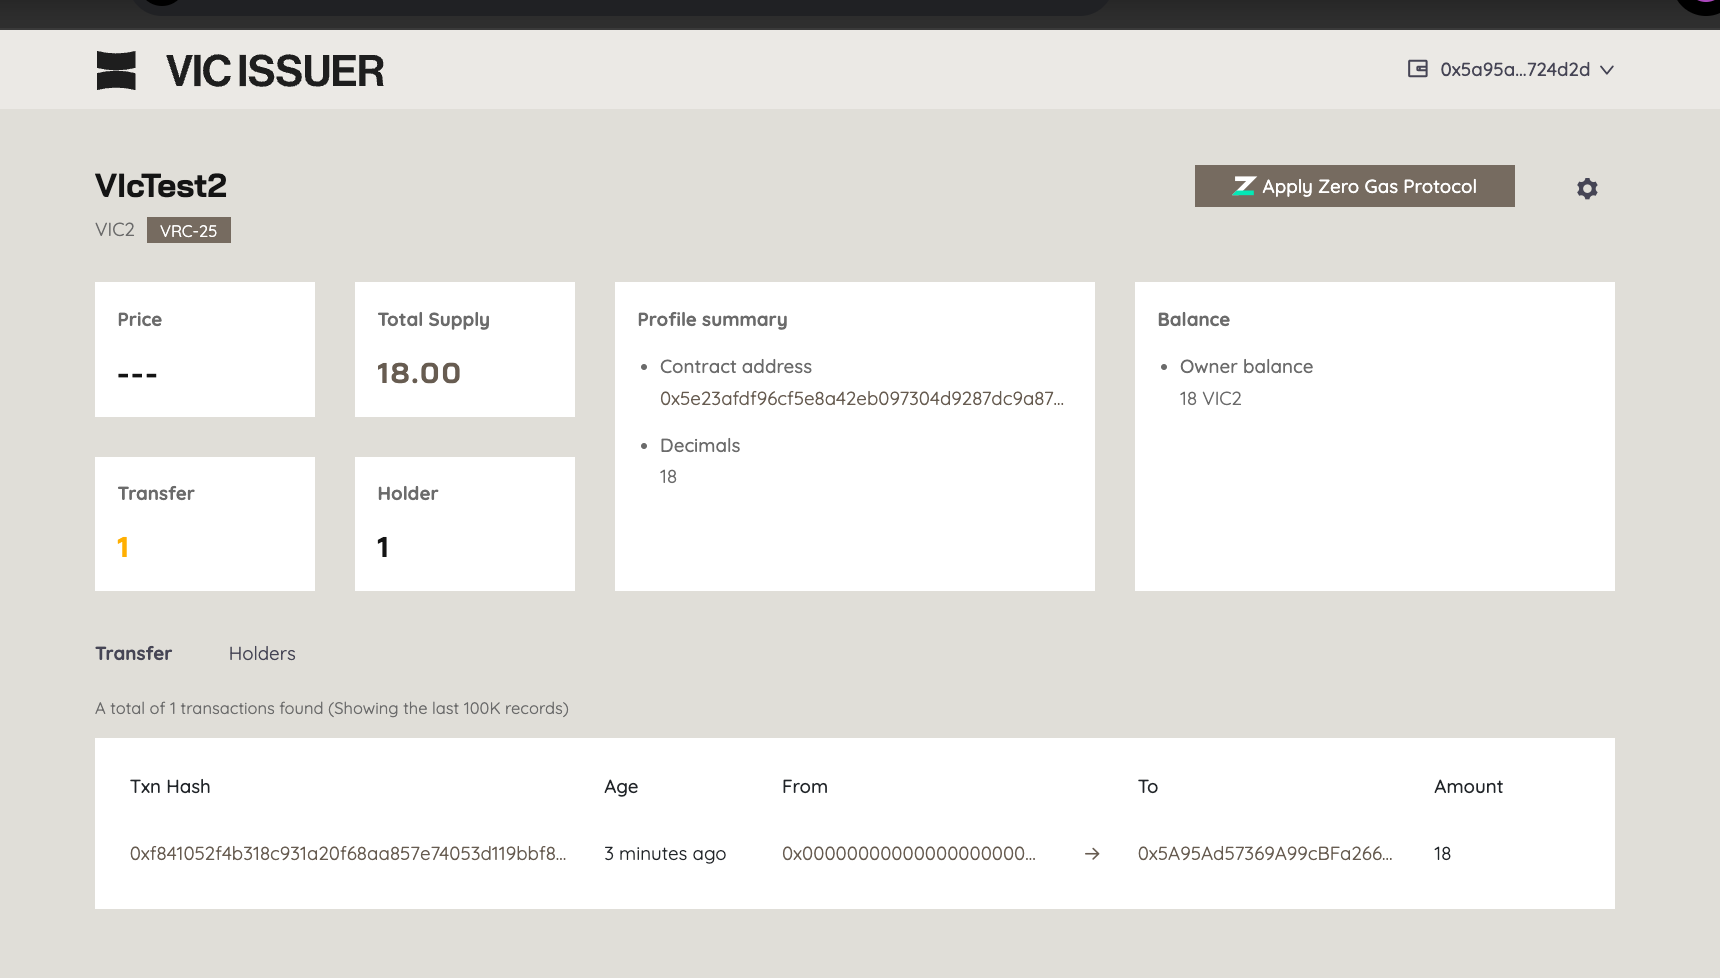 VIC ISSUER
0x5a95a...724d2d
VIcTest2
Apply Zero Gas Protocol
VIC2 VRC-25
Price
---
Total Supply
18.00
Transfer
1
Holder
1
Profile summary
• Contract address
0x5e23afdf96cf5e8a42eb097304d9287dc9a87...
• Decimals
18
Balance
• Owner balance
18 VIC2
Transfer Holders
A total of 1 transactions found (Showing the last 100K records)
Txn Hash Age From To Amount
0xf841052f4b318c931a20f68aa857e74053d119bbf8... 3 minutes ago 0x00000000000000000000... → 0x5A95Ad57369A99cBFa266... 18